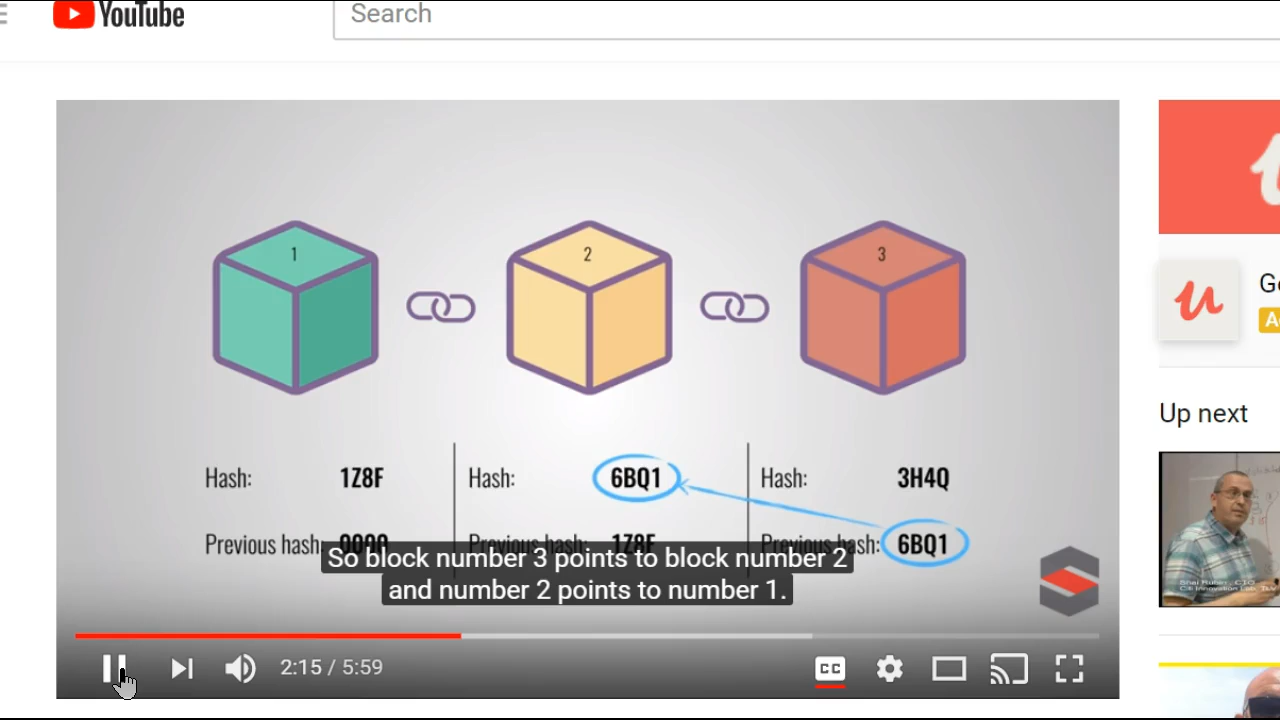 YouTube
Search
1
2
3
Hash: 1Z8F
Hash: 6BQ1
Hash: 3H4Q
Previous hash: 0000
Previous hash: 1Z8F
Previous hash: 6BQ1
So block number 3 points to block number 2
and number 2 points to number 1.
2:15 / 5:59
CC
u
Up next